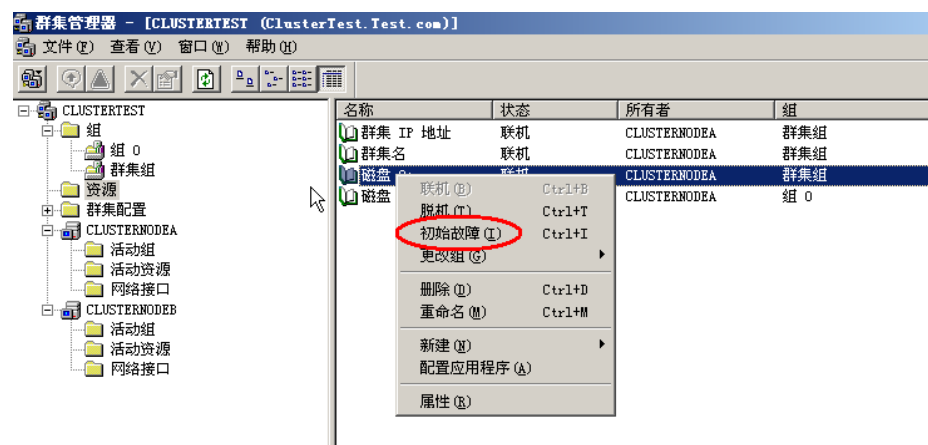 群集管理器 - [CLUSTERTEST (ClusterTest.Test.com)]
文件(F) 查看(V) 窗口(W) 帮助(H)
CLUSTERTEST
组
组 0
群集组
资源
群集配置
CLUSTERNODEA
活动组
活动资源
网络接口
CLUSTERNODEB
活动组
活动资源
网络接口
名称 状态 所有者 组
群集 IP 地址 联机 CLUSTERNODEA 群集组
群集名 联机 CLUSTERNODEA 群集组
磁盘 联机 CLUSTERNODEA 群集组
磁盘 CLUSTERNODEA 组 0
联机(B) Ctrl+B
脱机(T) Ctrl+T
初始故障(I) Ctrl+I
更改组(G)
删除(D) Ctrl+D
重命名(M) Ctrl+M
新建(N)
配置应用程序(A)
属性(R)